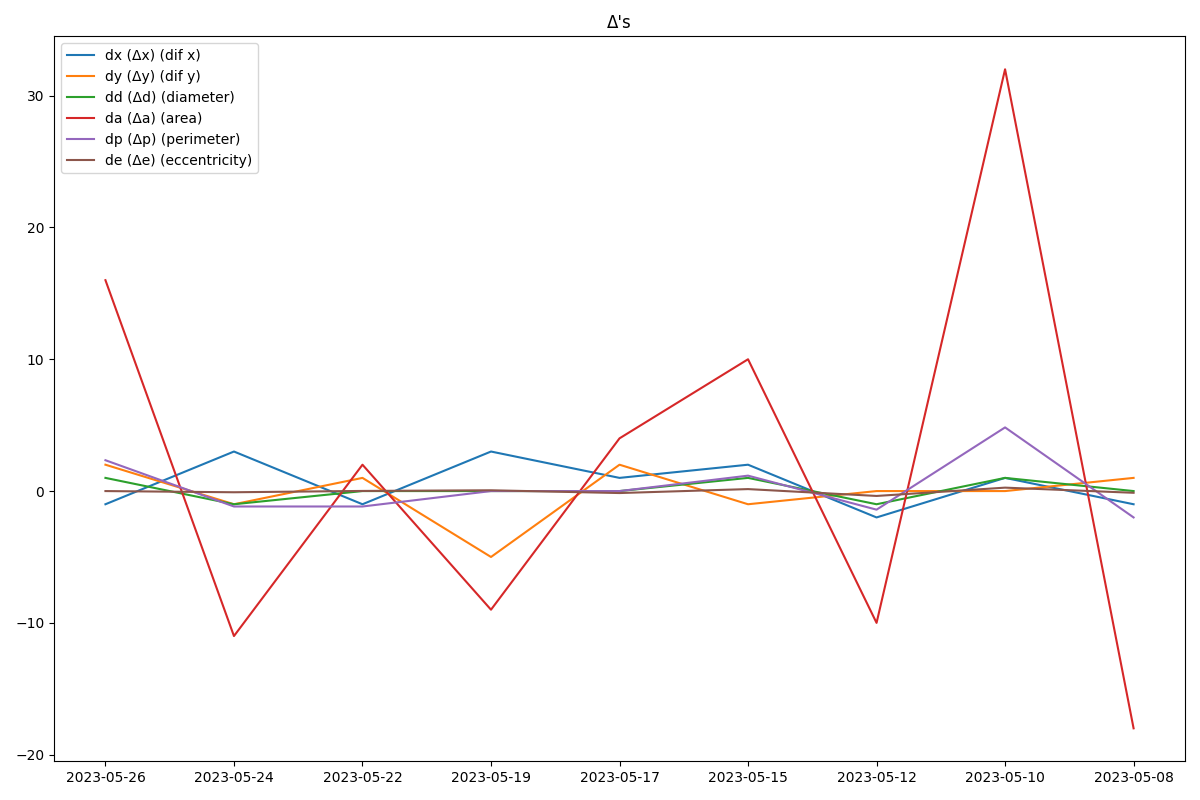 Δ's
dx (Δx) (dif x)
dy (Δy) (dif y)
dd (Δd) (diameter)
da (Δa) (area)
dp (Δp) (perimeter)
de (Δe) (eccentricity)
30
20
10
0
−10
−20
2023-05-26 2023-05-24 2023-05-22 2023-05-19 2023-05-17 2023-05-15 2023-05-12 2023-05-10 2023-05-08